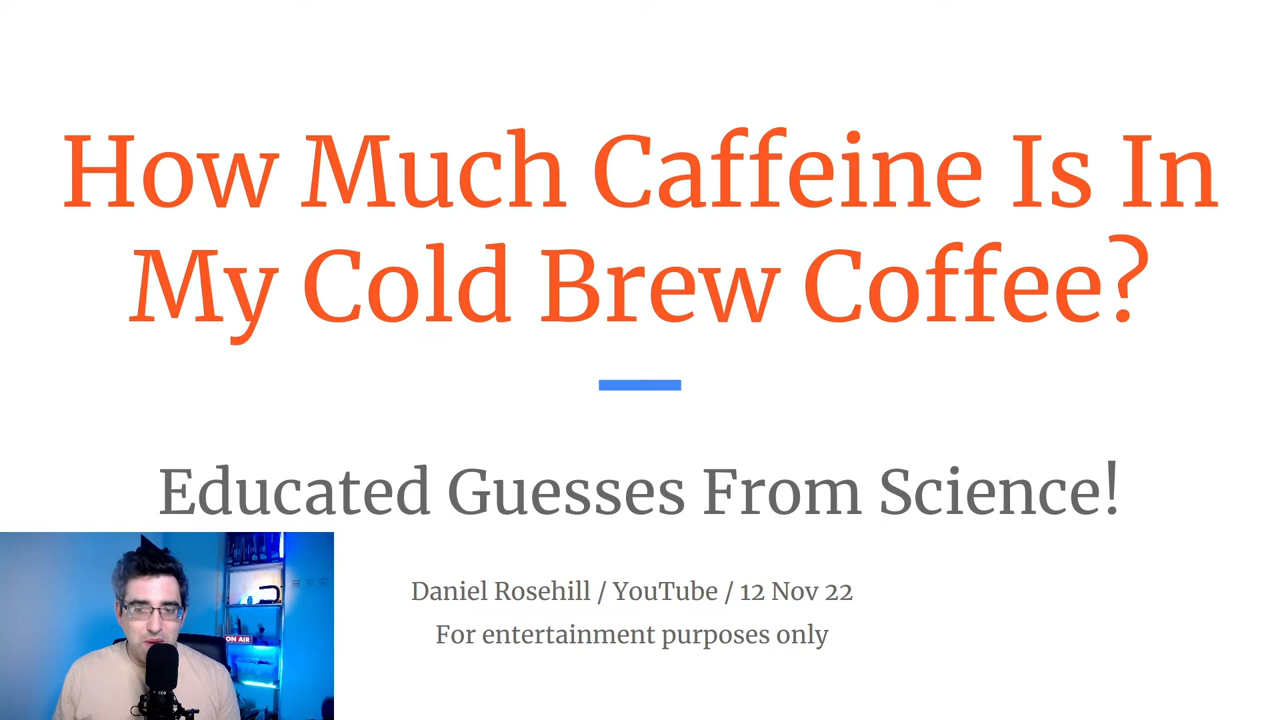 How Much Caffeine Is In
My Cold Brew Coffee?
Educated Guesses From Science!
Daniel Rosehill / YouTube / 12 Nov 22
For entertainment purposes only
ON AIR